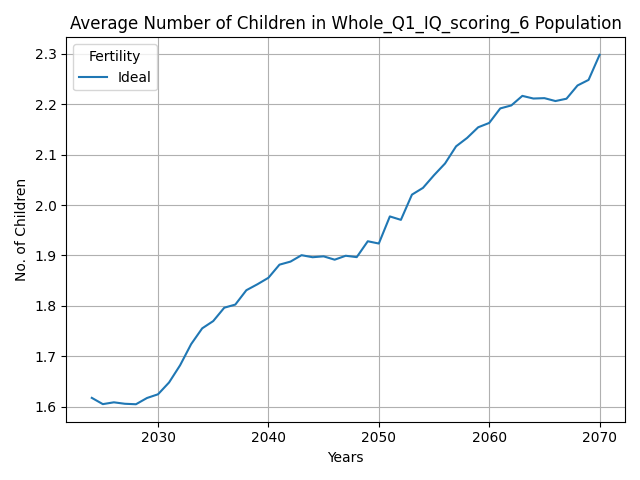 Average Number of Children in Whole_Q1_IQ_scoring_6 Population
Fertility
Ideal
No. of Children
2.3
2.2
2.1
2.0
1.9
1.8
1.7
1.6
2030 2040 2050 2060 2070
Years